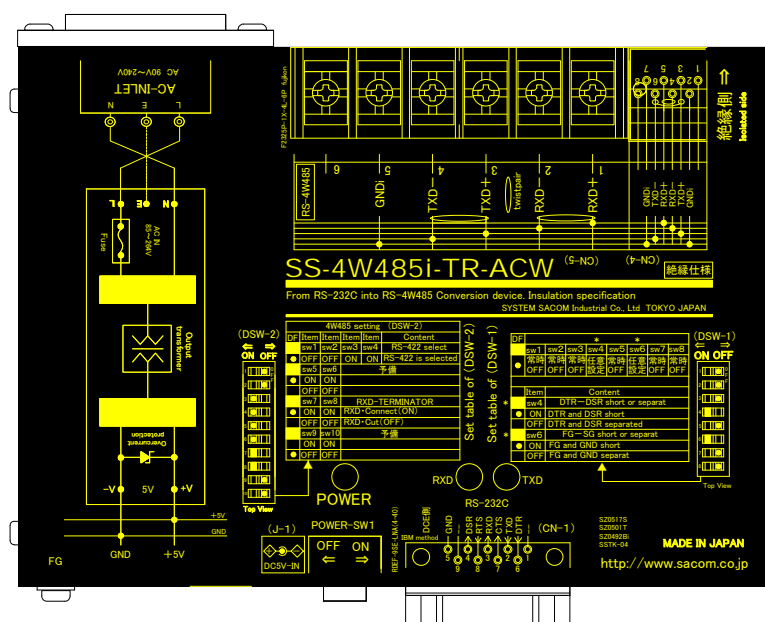 AC 90V~240V
AC-INLET
N E L
F2325P-1X-4L-6P fujikon
7 5 3 1
8 6 4 2
⇐ 絶縁側
Isolated side
RS-4W485
6 5 4 3 2 1
GNDi TXD- TXD+ twistpair RXD- RXD+
GNDi TXD- RXD+ RXD- TXD+ GNDi
L E N
Fuse
AC IN
85~264V
Output
transformer
Overcurrent
protection
-V 5V +V
+5V
GND
GND +5V
FG
SS-4W485i-TR-ACW
(CN-5) (CN-4)
絶縁仕様
From RS-232C into RS-4W485 Conversion device. Insulation specification
SYSTEM SACOM Industrial Co., Ltd TOKYO JAPAN
(DSW-2)
⇐ ⇒
ON OFF
Top View
4W485 setting (DSW-2)
DF Item Item Item Item Content
sw1 sw2 sw3 sw4 RS-422 select
● OFF OFF ON ON RS-422 is selected
sw5 sw6 予備
● ON ON
OFF OFF
sw7 sw8 RXD-TERMINATOR
● ON ON RXD・Connect(ON)
OFF OFF RXD・Cut(OFF)
sw9 sw10 予備
ON ON
● OFF OFF
Set table of (DSW-2)
Set table of (DSW-1)
DF * *
sw1 sw2 sw3 sw4 sw5 sw6 sw7 sw8
● 常時 常時 常時 任意 常時 任意 常時 常時
OFF OFF OFF 設定 OFF 設定 OFF OFF
Item Content
* sw4 DTR-DSR short or separat
● ON DTR and DSR short
OFF DTR and DSR separated
* sw6 FG-SG short or separat
● ON FG and GND short
OFF FG and GND separat
(DSW-1)
⇐ ⇒
ON OFF
Top View
POWER
RXD TXD
RS-232C
(J-1)
DC5V-IN
POWER-SW1
OFF ON
⇐ ⇒
RDEF-9SE-LNA(4-40)
DCE側
IBM method
GND DSR RTS RXD CTS TXD DTR
5 4 3 2 1
9 8 7 6
(CN-1)
SZ0517S
SZ0501T
SZ0492Bi
SSTK-04
MADE IN JAPAN
http://www.sacom.co.jp